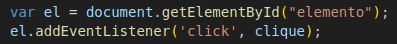 var el = document.getElementById("elemento");
el.addEventListener('click', clique);